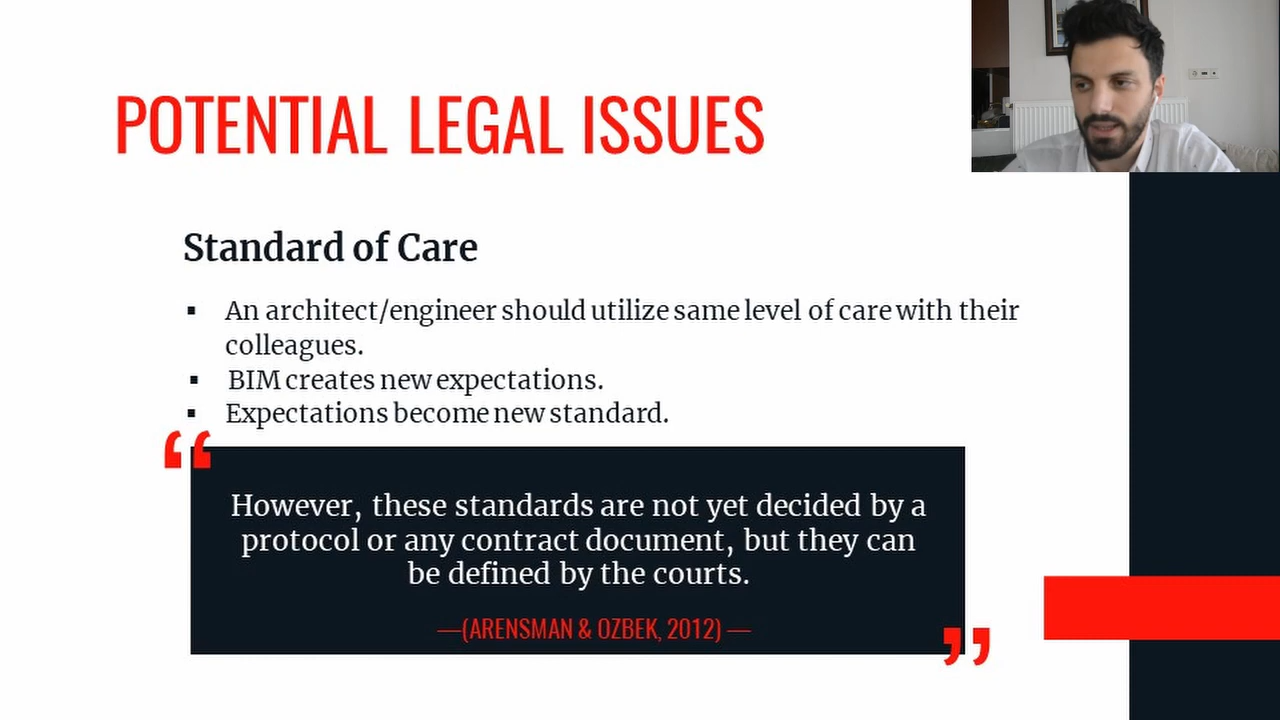 POTENTIAL LEGAL ISSUES
Standard of Care
▪ An architect/engineer should utilize same level of care with their
colleagues.
▪ BIM creates new expectations.
▪ Expectations become new standard.
“
However, these standards are not yet decided by a
protocol or any contract document, but they can
be defined by the courts.
—(ARENSMAN & OZBEK, 2012) —
”